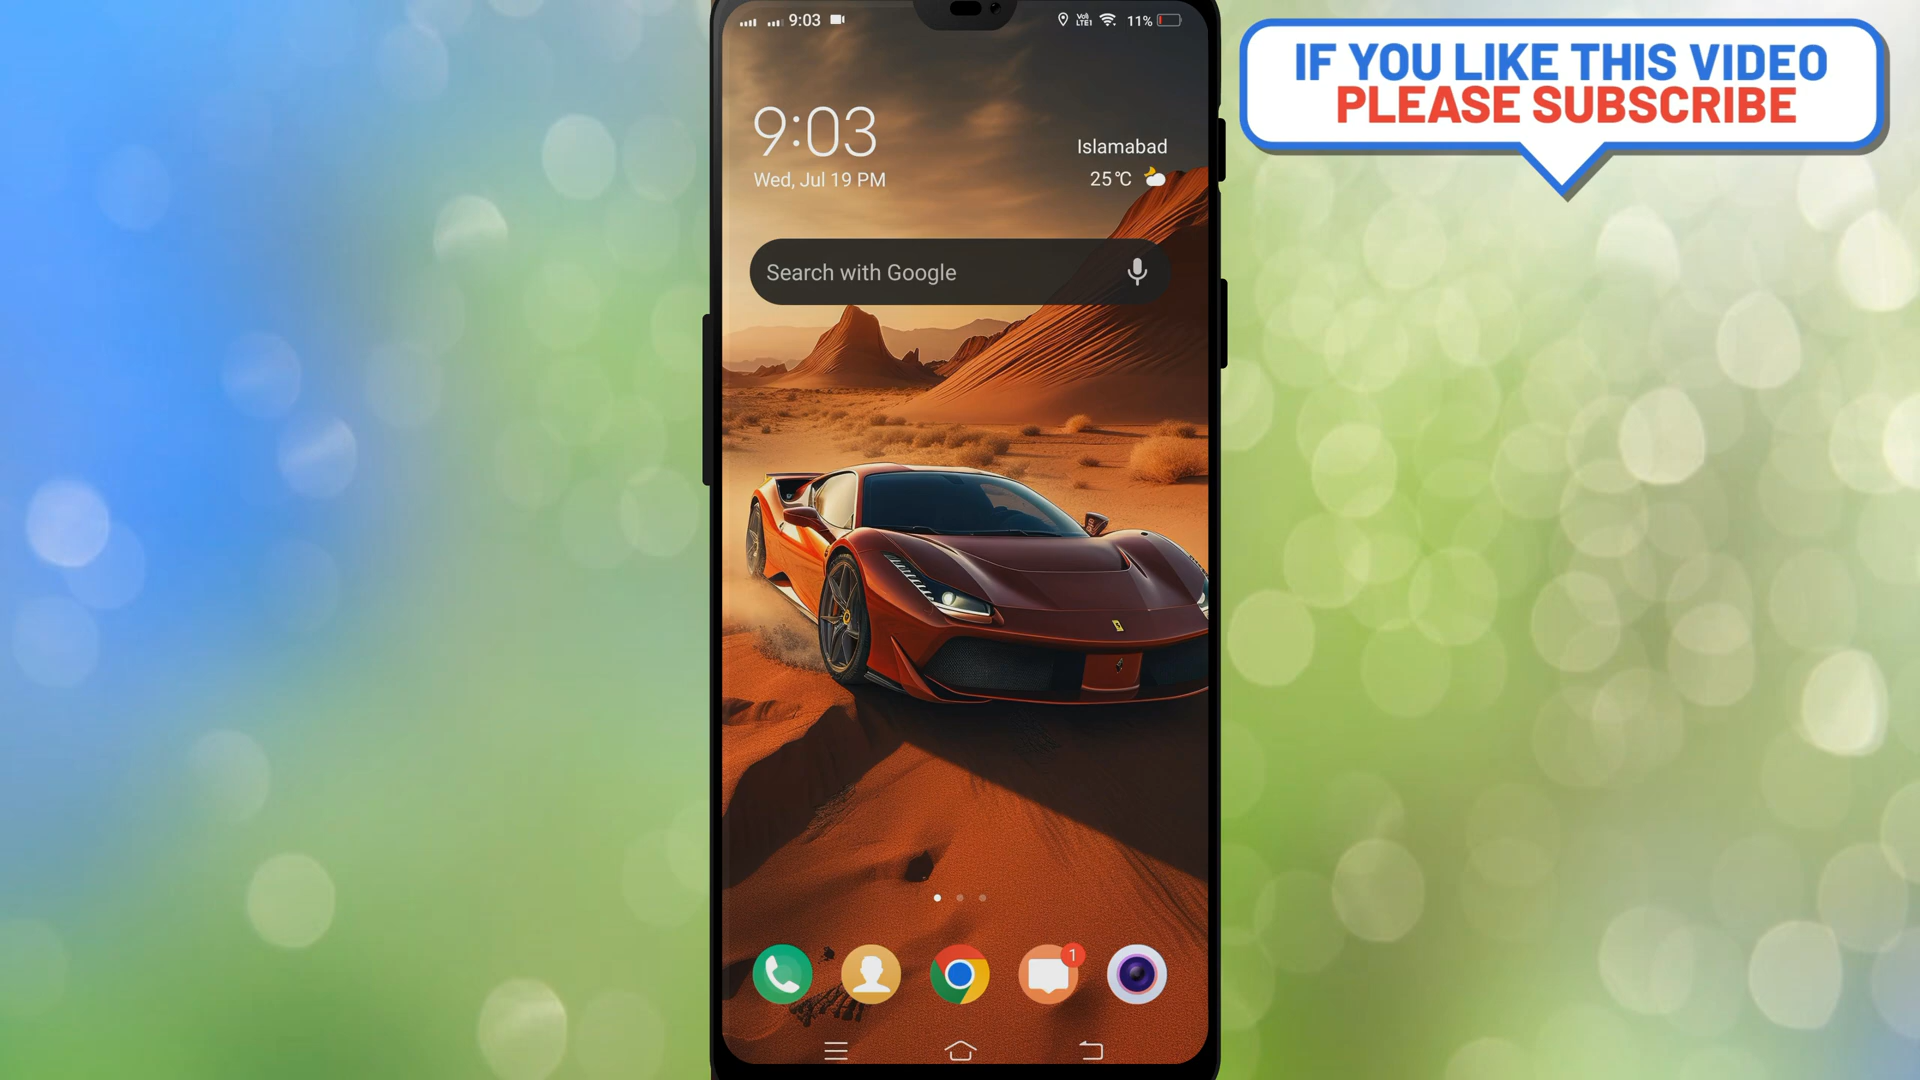 9:03
11%
9:03
Wed, Jul 19 PM
Islamabad
25°C
Search with Google
1
IF YOU LIKE THIS VIDEO
PLEASE SUBSCRIBE